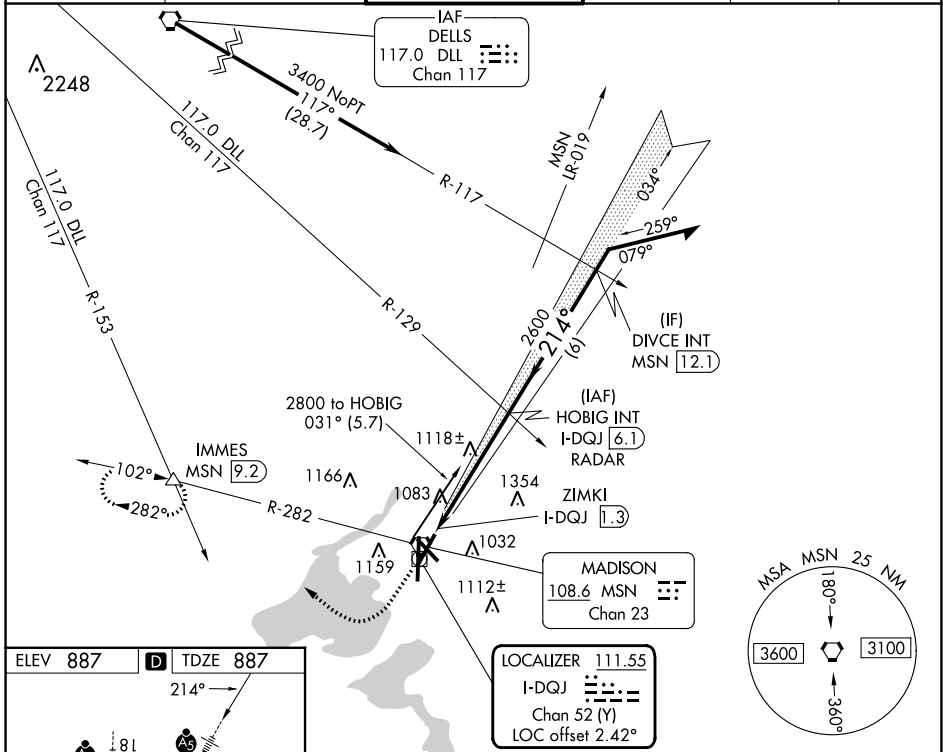 IAF
DELLS
117.0 DLL
Chan 117
2248
3400 NoPT
117°
(28.7)
117.0 DLL
Chan 117
R-117
MSN
LR-019
034°
259°
079°
117.0 DLL
Chan 117
R-129
R-153
2600
214°
(6)
(IF)
DIVCE INT
MSN 12.1
(IAF)
HOBIG INT
I-DQJ 6.1
RADAR
2800 to HOBIG
031° (5.7)
1118±
IMMES
MSN 9.2
102°
282°
R-282
1166
1083
1354
ZIMKI
I-DQJ 1.3
1159
1032
1112±
MADISON
108.6 MSN
Chan 23
LOCALIZER 111.55
I-DQJ
Chan 52 (Y)
LOC offset 2.42°
MSA MSN 25 NM
180°
3600
3100
360°
ELEV 887 D TDZE 887
214°
18
A5